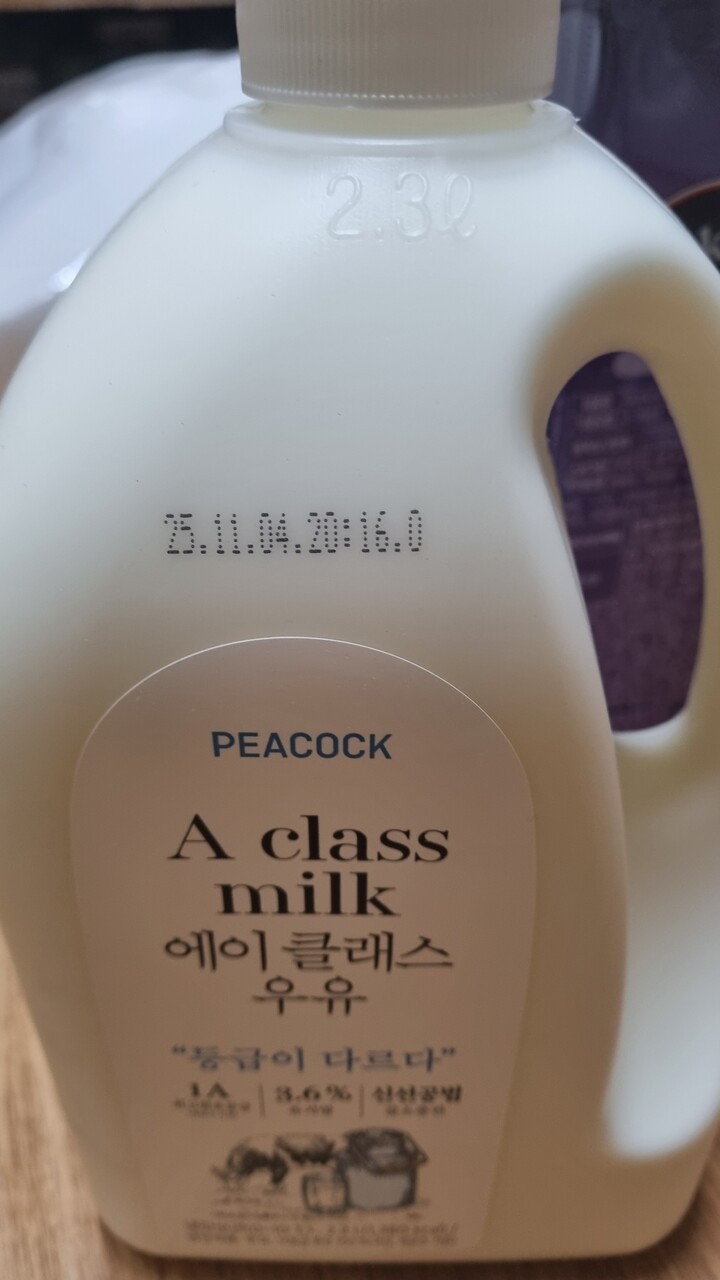 2.3ℓ
25.11.04.20:16.0
PEACOCK
A class
milk
에이 클래스
우유
"등급이 다르다"
1A | 3.6% | 신선공법